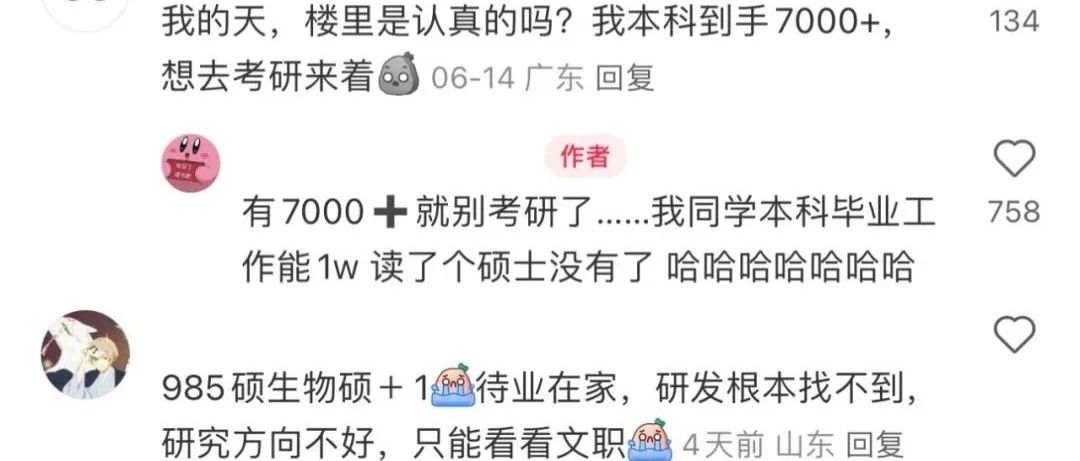 我的天，楼里是认真的吗？我本科到手7000+，
134
想去考研来着 06-14 广东 回复
作者
有7000➕就别考研了……我同学本科毕业工
758
作能1w 读了个硕士没有了 哈哈哈哈哈哈哈
985硕生物硕＋1 待业在家，研发根本找不到，
研究方向不好，只能看看文职 4天前 山东 回复